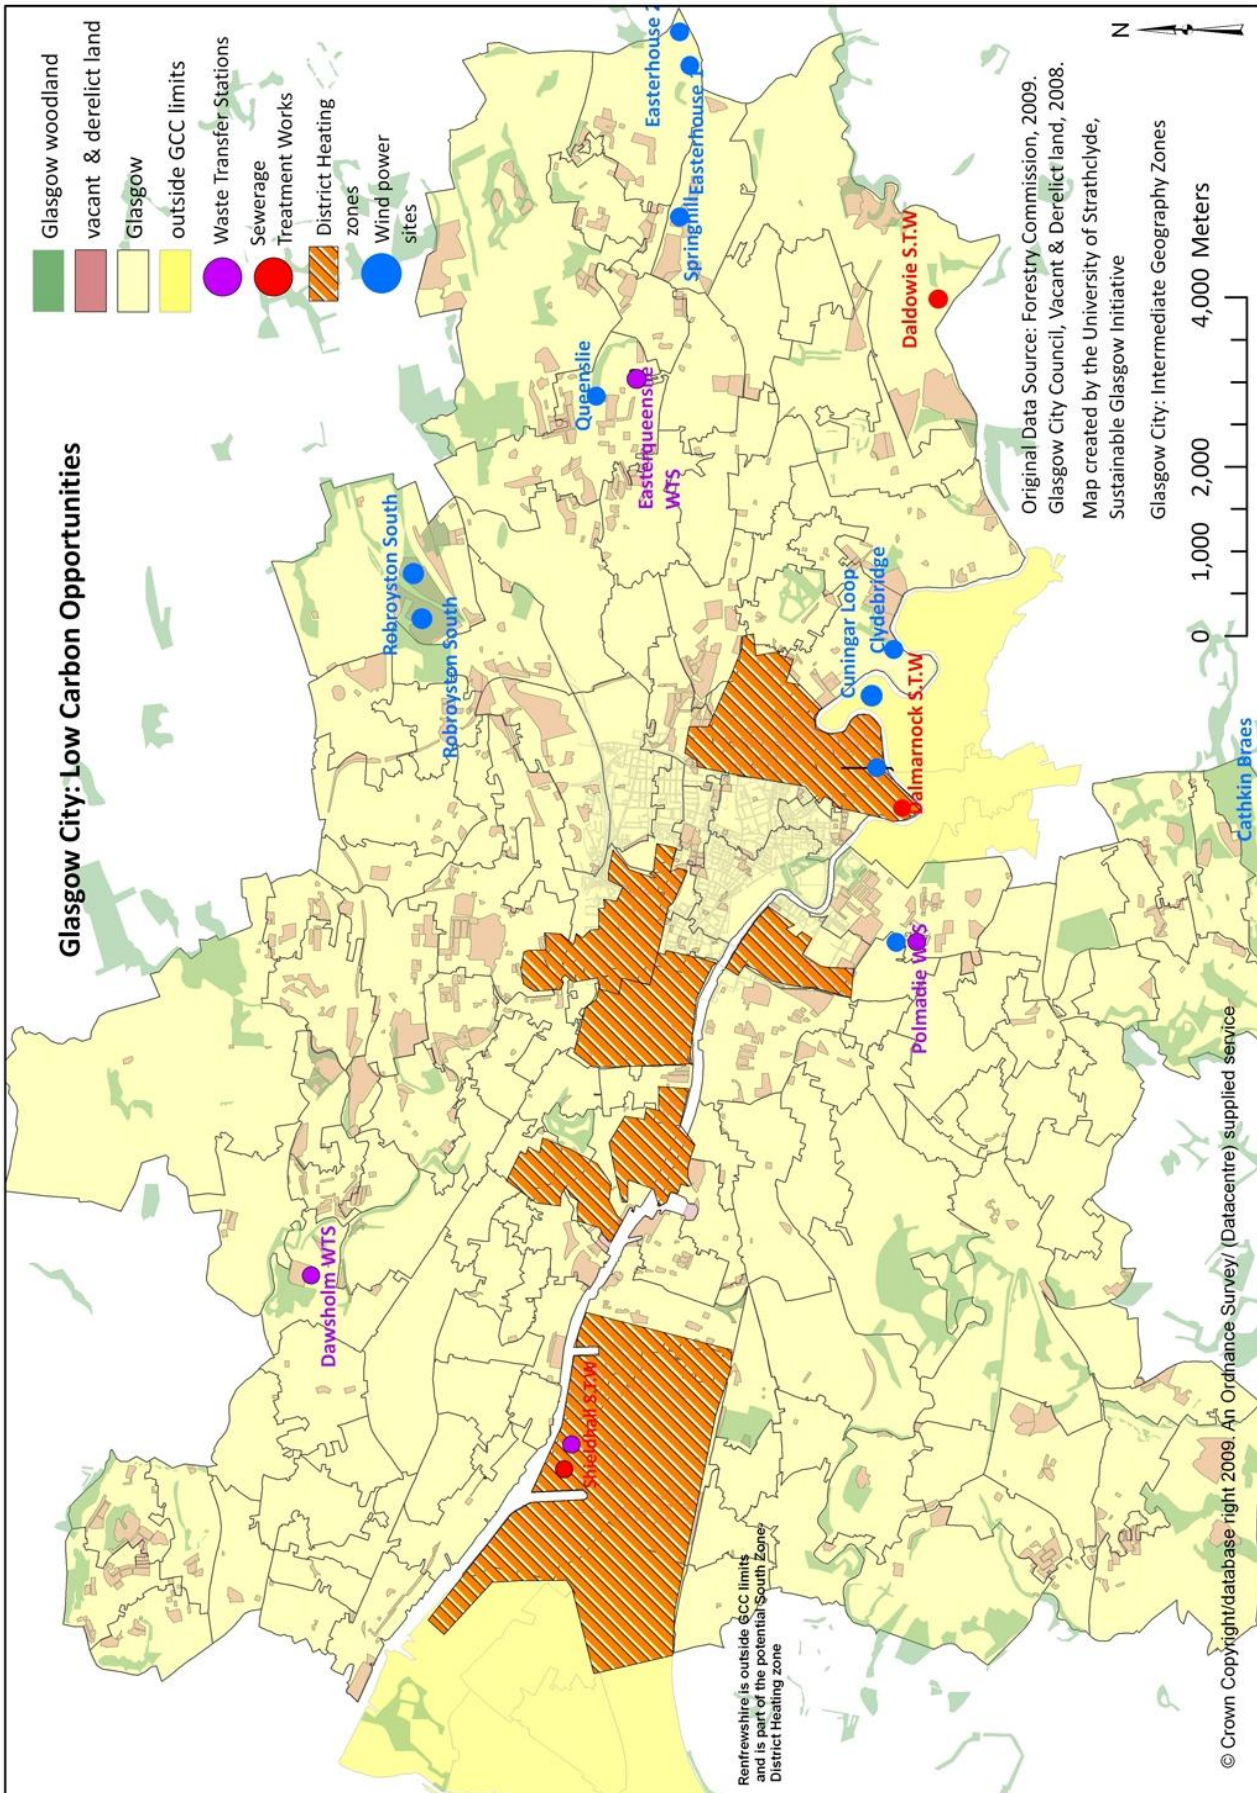 Glasgow City: Low Carbon Opportunities
Glasgow woodland
vacant & derelict land
Glasgow
outside GCC limits
Waste Transfer Stations
Sewerage
Treatment Works
District Heating
zones
Wind power
sites
Robroyston South
Robroyston South
Dawsholm WTS
Queenslie
Easterqueenslie
WTS
Easterhouse 2
Easterhouse 1
Springhill
Shieldhall S.T.W
Cuningar Loop
Clydebridge
Dalmarnock S.T.W
Daldowie S.T.W
Polmadie WTS
Cathkin Braes
Renfrewshire is outside GCC limits
and is part of the potential South Zone-
District Heating zone
N
Original Data Source: Forestry Commission, 2009.
Glasgow City Council, Vacant & Derelict land, 2008.
Map created by the University of Strathclyde,
Sustainable Glasgow Initiative
Glasgow City: Intermediate Geography Zones
0 1,000 2,000 4,000 Meters
© Crown Copyright/database right 2009. An Ordnance Survey/ (Datacentre) supplied service